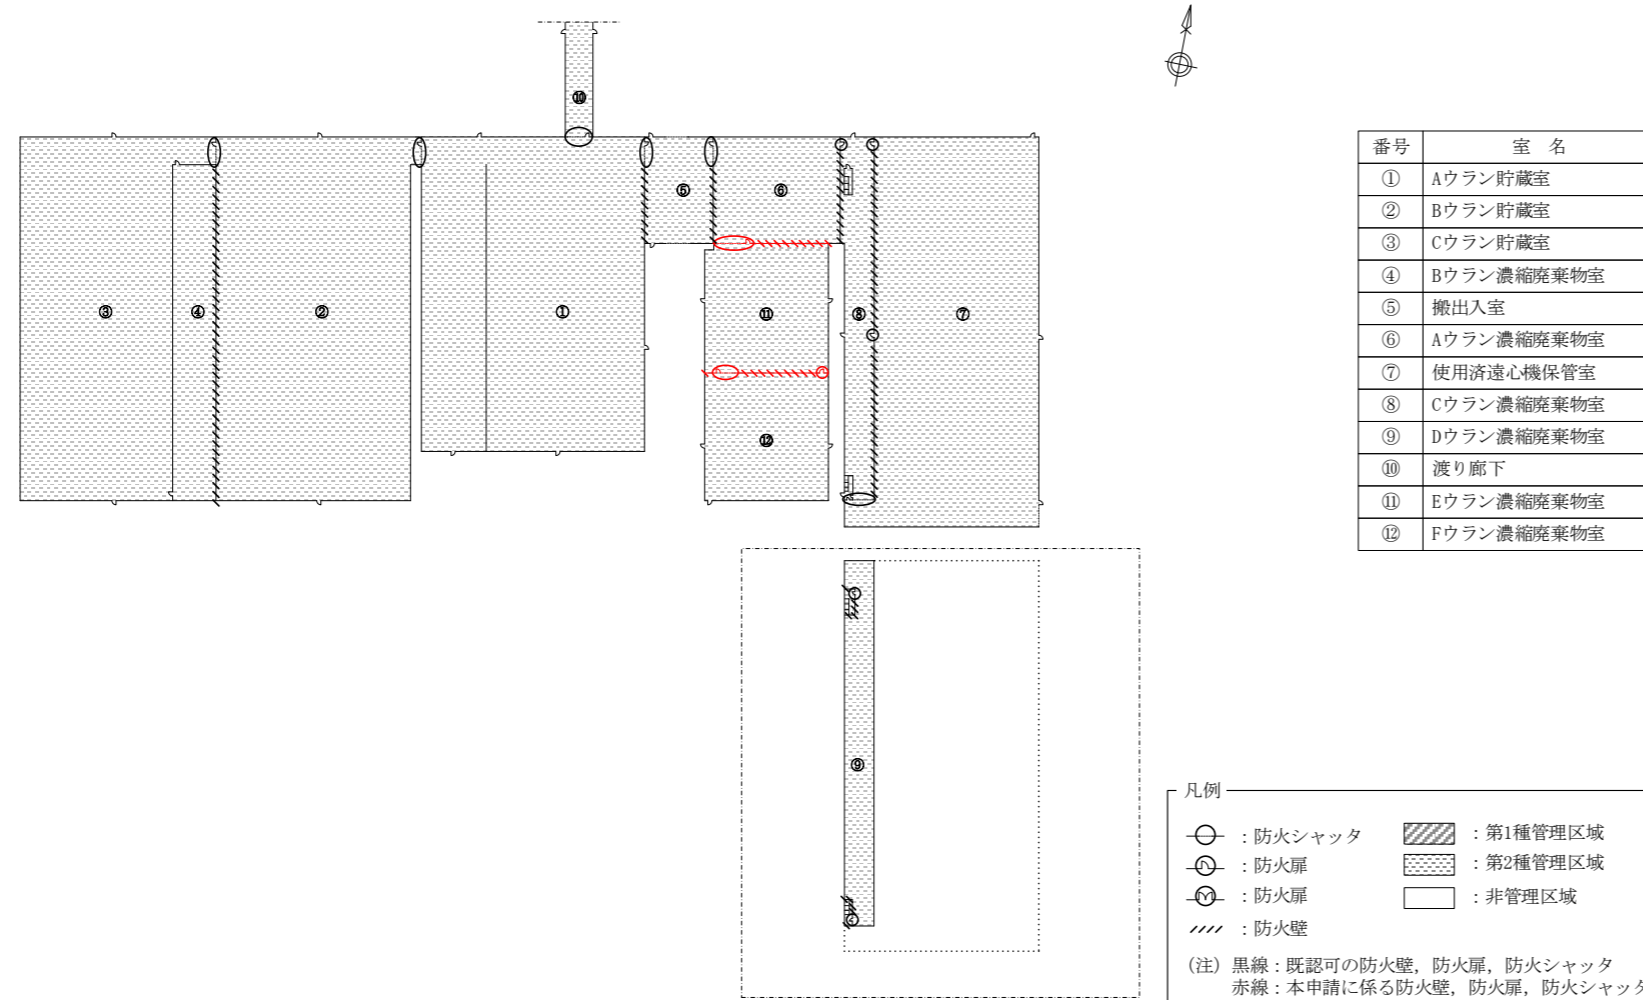 ⑩
⑤
⑥
③
④
②
①
⑪
⑧
⑦
⑫
⑨
番号 室 名
① Aウラン貯蔵室
② Bウラン貯蔵室
③ Cウラン貯蔵室
④ Bウラン濃縮廃棄物室
⑤ 搬出入室
⑥ Aウラン濃縮廃棄物室
⑦ 使用済遠心機保管室
⑧ Cウラン濃縮廃棄物室
⑨ Dウラン濃縮廃棄物室
⑩ 渡り廊下
⑪ Eウラン濃縮廃棄物室
⑫ Fウラン濃縮廃棄物室
凡例
:防火シャッタ :第1種管理区域
:防火扉 :第2種管理区域
:防火扉 :非管理区域
:防火壁
(注) 黒線:既認可の防火壁,防火扉,防火シャッタ
赤線:本申請に係る防火壁,防火扉,防火シャッタ